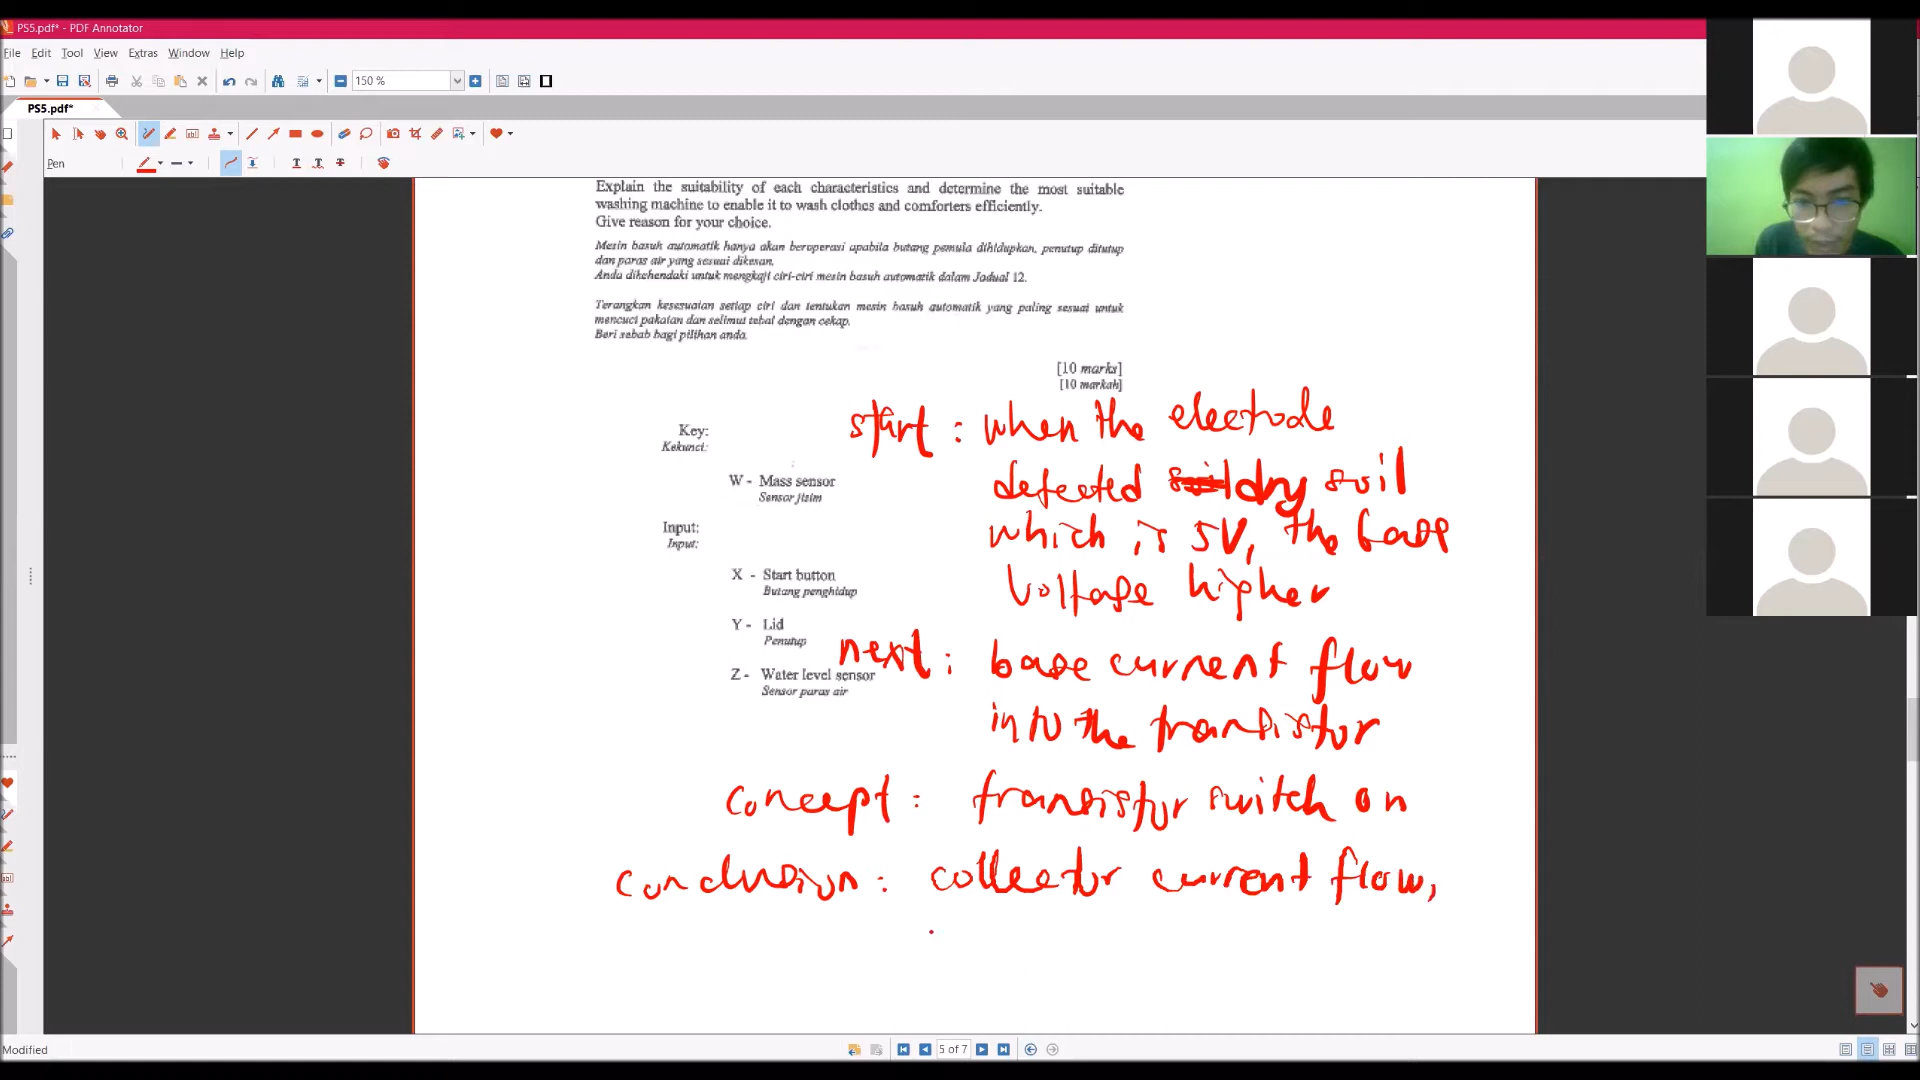 PS5.pdf* - PDF Annotator
File Edit Tool View Extras Window Help
150 %
PS5.pdf*
Pen
Explain the suitability of each characteristics and determine the most suitable
washing machine to enable it to wash clothes and comforters efficiently.
Give reason for your choice.
Mesin basuh automatik hanya akan beroperasi apabila butang pemula dihidupkan, penutup ditutup
dan paras air yang sesuai dikesan.
Anda dikehendaki untuk mengkaji ciri-ciri mesin basuh automatik dalam Jadual 12.
Terangkan kesesuaian setiap ciri dan tentukan mesin basuh automatik yang paling sesuai untuk
mencuci pakaian dan selimut tebal dengan cekap.
Beri sebab bagi pilihan anda.
[10 marks]
[10 markah]
Key:
Kekunci:
W - Mass sensor
Sensor jisim
Input:
Input:
X - Start button
Butang penghidup
Y - Lid
Penutup
Z - Water level sensor
Sensor paras air
start : when the electrode
detected dry soil
which is 5V, the base
voltage higher
next : base current flow
into the transistor
concept : transistor switch on
conclusion : collector current flow,
Modified
5 of 7